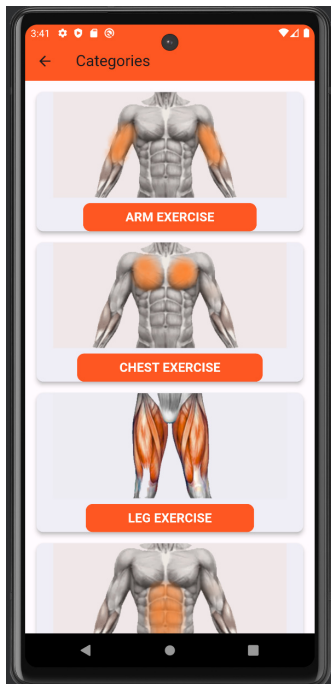 3:41
Categories
ARM EXERCISE
CHEST EXERCISE
LEG EXERCISE